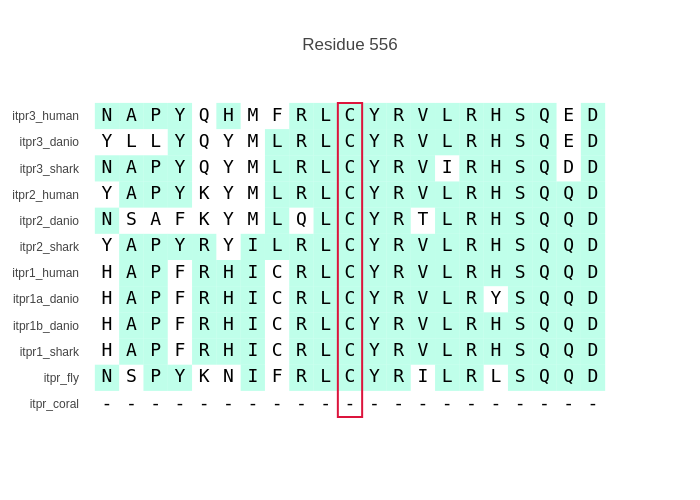 Residue 556
itpr3_human N A P Y Q H M F R L C Y R V L R H S Q E D
itpr3_danio Y L L Y Q Y M L R L C Y R V L R H S Q E D
itpr3_shark N A P Y Q Y M L R L C Y R V I R H S Q D D
itpr2_human Y A P Y K Y M L R L C Y R V L R H S Q Q D
itpr2_danio N S A F K Y M L Q L C Y R T L R H S Q Q D
itpr2_shark Y A P Y R Y I L R L C Y R V L R H S Q Q D
itpr1_human H A P F R H I C R L C Y R V L R H S Q Q D
itpr1a_danio H A P F R H I C R L C Y R V L R Y S Q Q D
itpr1b_danio H A P F R H I C R L C Y R V L R H S Q Q D
itpr1_shark H A P F R H I C R L C Y R V L R H S Q Q D
itpr_fly N S P Y K N I F R L C Y R I L R L S Q Q D
itpr_coral - - - - - - - - - - - - - - - - - - - - -